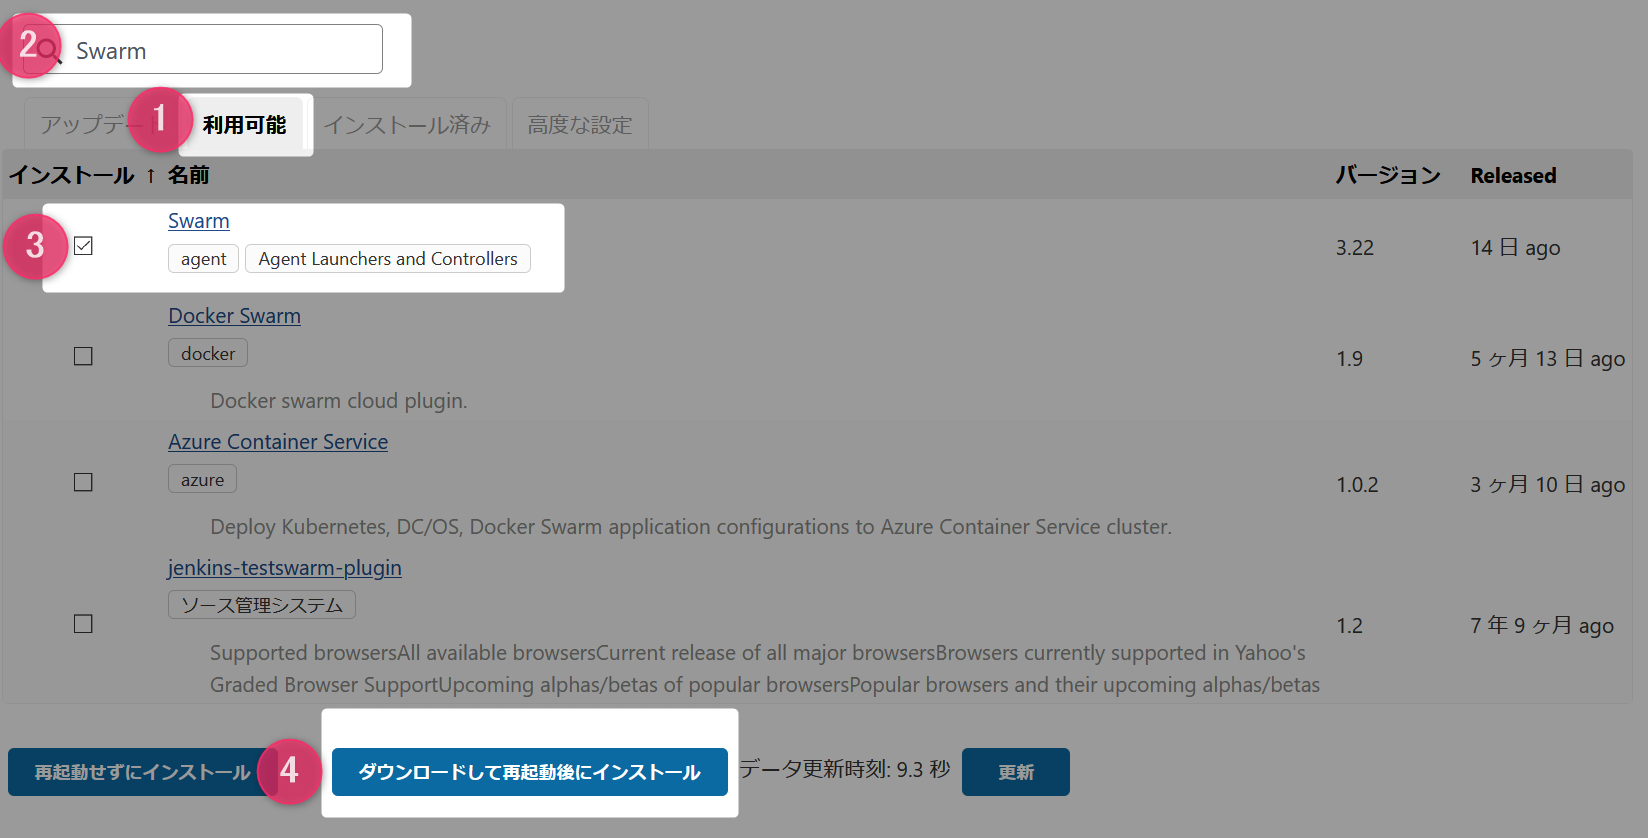 2 Swarm
アップデー 1 利用可能 インストール済み 高度な設定
インストール ↑ 名前 バージョン Released
3 Swarm
agent Agent Launchers and Controllers 3.22 14 日 ago
Docker Swarm
docker 1.9 5 ヶ月 13 日 ago
Docker swarm cloud plugin.
Azure Container Service
azure 1.0.2 3 ヶ月 10 日 ago
Deploy Kubernetes, DC/OS, Docker Swarm application configurations to Azure Container Service cluster.
jenkins-testswarm-plugin
ソース管理システム 1.2 7 年 9 ヶ月 ago
Supported browsersAll available browsersCurrent release of all major browsersBrowsers currently supported in Yahoo's
Graded Browser SupportUpcoming alphas/betas of popular browsersPopular browsers and their upcoming alphas/betas
再起動せずにインストール 4 ダウンロードして再起動後にインストール データ更新時刻: 9.3 秒 更新